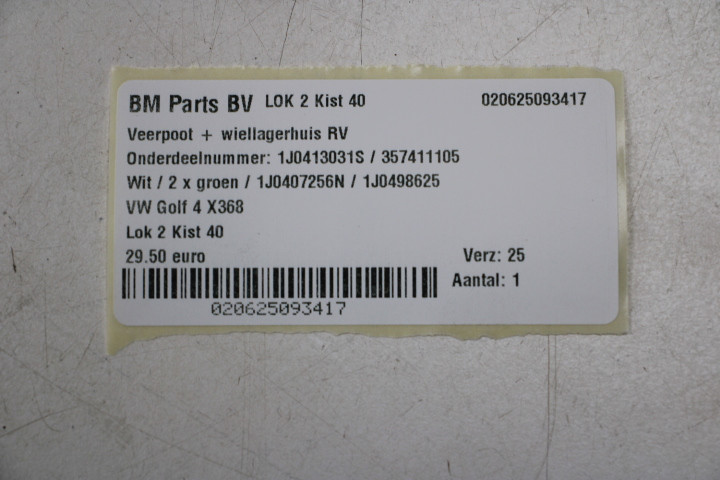 BM Parts BV LOK 2 Kist 40 020625093417
Veerpoot + wiellagerhuis RV
Onderdeelnummer: 1J0413031S / 357411105
Wit / 2 x groen / 1J0407256N / 1J0498625
VW Golf 4 X368
Lok 2 Kist 40
29.50 euro Verz: 25
Aantal: 1
020625093417